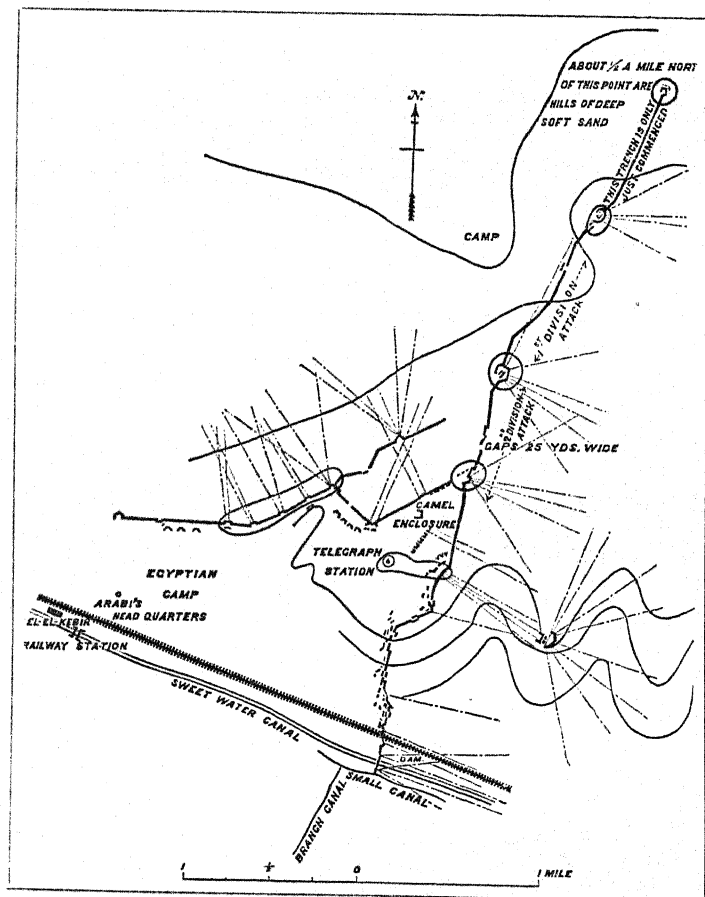 ABOUT ½ A MILE NORT
OF THIS POINT ARE
HILLS OF DEEP
SOFT SAND
N.
THIS TRENCH IS ONLY
JUST COMMENCED
CAMP
1ST DIVISION
ATTACK
2ND DIVISION
ATTACK
GAPS 25 YDS. WIDE
CAMEL
ENCLOSURE
TELEGRAPH
STATION
EGYPTIAN
CAMP
ARABI'S
HEAD QUARTERS
EL-EL-KEBIR
RAILWAY STATION
SWEET WATER CANAL
DAM
SMALL CANAL
BRANCH CANAL
1 ½ 0 1 MILE